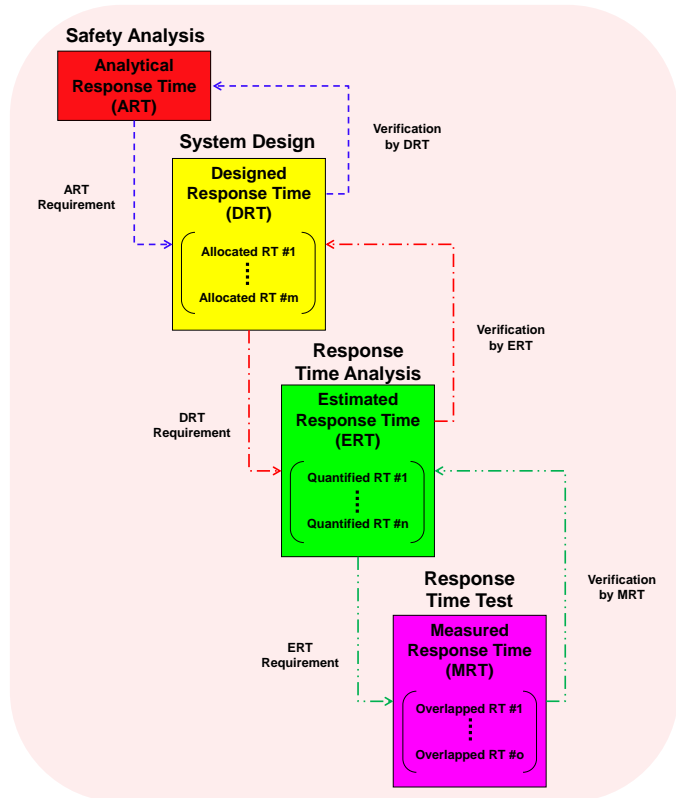 Safety Analysis
Analytical
Response Time
(ART)
Verification
by DRT
System Design
ART
Requirement
Designed
Response Time
(DRT)
Allocated RT #1
Allocated RT #m
Verification
by ERT
Response
Time Analysis
DRT
Requirement
Estimated
Response Time
(ERT)
Quantified RT #1
Quantified RT #n
Verification
by MRT
Response
Time Test
ERT
Requirement
Measured
Response Time
(MRT)
Overlapped RT #1
Overlapped RT #o